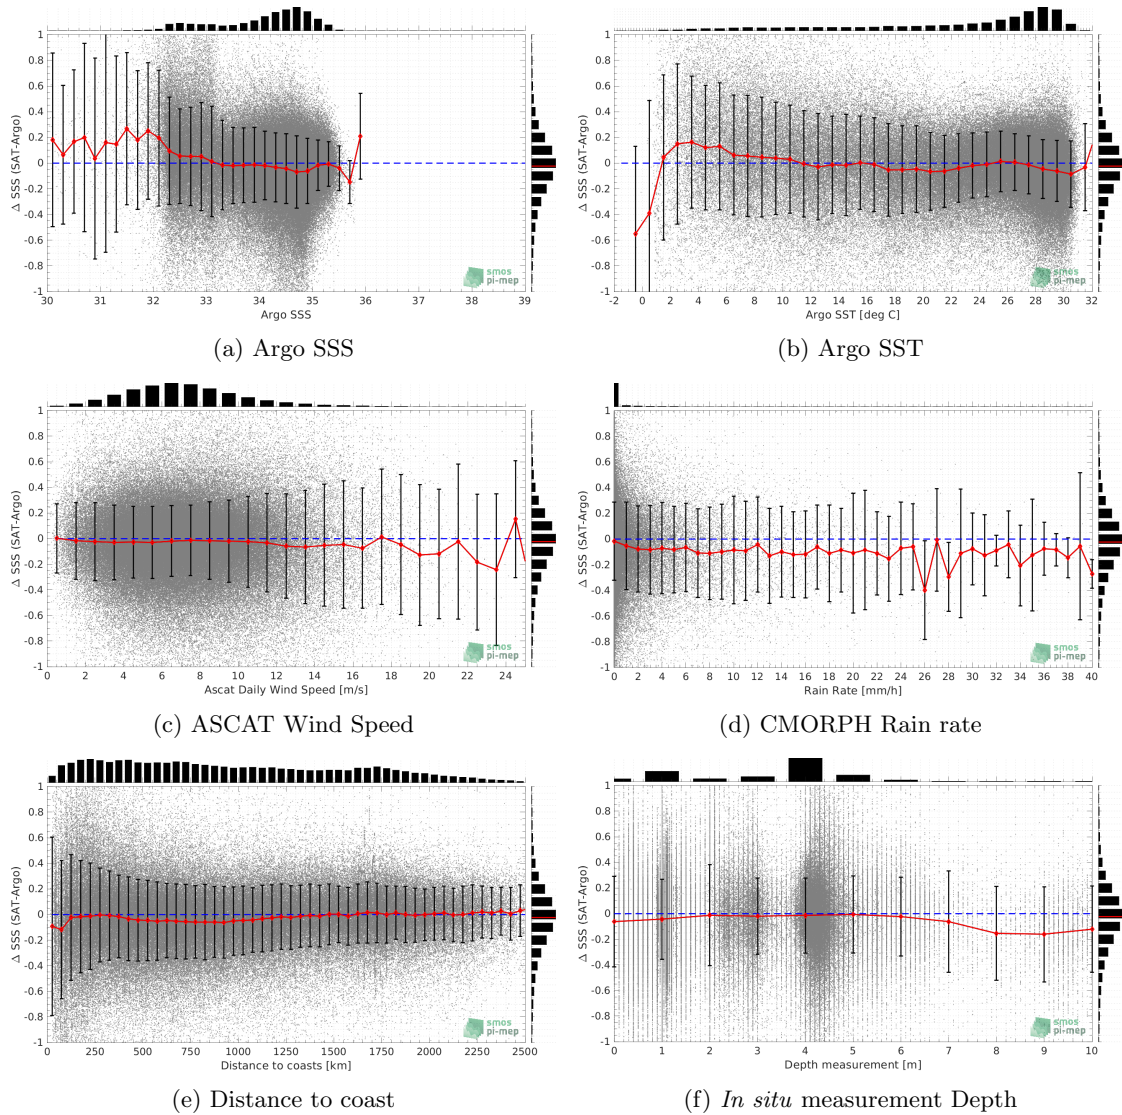 1
0.8
0.6
0.4
0.2
0
-0.2
-0.4
-0.6
-0.8
-1
Δ SSS (SAT-Argo)
30 31 32 33 34 35 36 37 38 39
Argo SSS
smos
pi-mep
(a) Argo SSS
1
0.8
0.6
0.4
0.2
0
-0.2
-0.4
-0.6
-0.8
-1
Δ SSS (SAT-Argo)
-2 0 2 4 6 8 10 12 14 16 18 20 22 24 26 28 30 32
Argo SST [deg C]
smos
pi-mep
(b) Argo SST
1
0.8
0.6
0.4
0.2
0
-0.2
-0.4
-0.6
-0.8
-1
Δ SSS (SAT-Argo)
0 2 4 6 8 10 12 14 16 18 20 22 24
Ascat Daily Wind Speed [m/s]
smos
pi-mep
(c) ASCAT Wind Speed
1
0.8
0.6
0.4
0.2
0
-0.2
-0.4
-0.6
-0.8
-1
Δ SSS (SAT-Argo)
0 2 4 6 8 10 12 14 16 18 20 22 24 26 28 30 32 34 36 38 40
Rain Rate [mm/h]
smos
pi-mep
(d) CMORPH Rain rate
1
0.8
0.6
0.4
0.2
0
-0.2
-0.4
-0.6
-0.8
-1
Δ SSS (SAT-Argo)
0 250 500 750 1000 1250 1500 1750 2000 2250 2500
Distance to coasts [km]
smos
pi-mep
(e) Distance to coast
1
0.8
0.6
0.4
0.2
0
-0.2
-0.4
-0.6
-0.8
-1
Δ SSS (SAT-Argo)
0 1 2 3 4 5 6 7 8 9 10
Depth measurement [m]
smos
pi-mep
(f) In situ measurement Depth